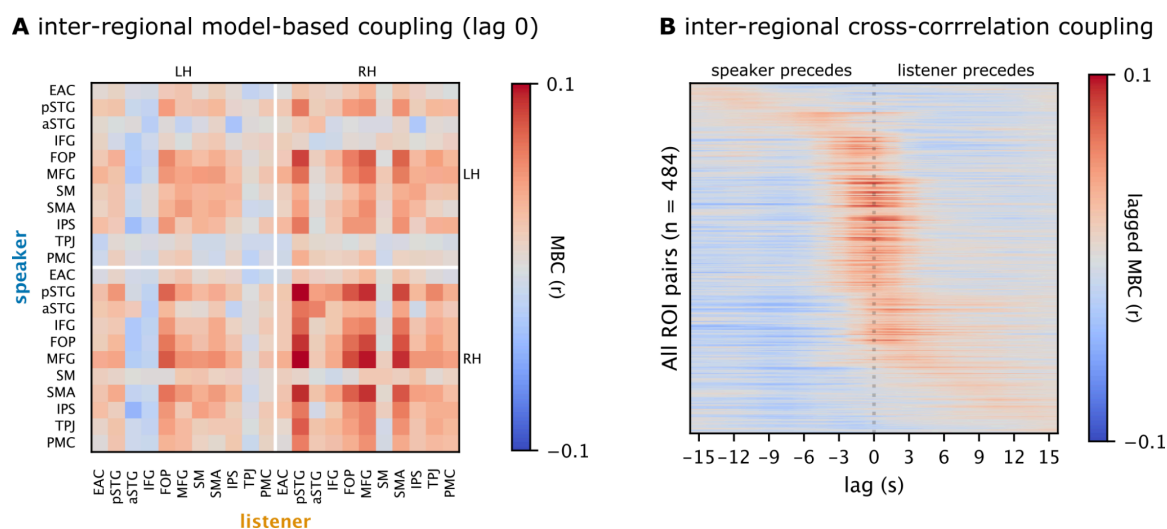 A inter-regional model-based coupling (lag 0)
LH
RH
EAC
pSTG
aSTG
IFG
FOP
MFG
SM
SMA
IPS
TPJ
PMC
EAC
pSTG
aSTG
IFG
FOP
MFG
SM
SMA
IPS
TPJ
PMC
speaker
LH
RH
EAC pSTG aSTG IFG FOP MFG SM SMA IPS TPJ PMC EAC pSTG aSTG IFG FOP MFG SM SMA IPS TPJ PMC
listener
0.1
MBC (r)
−0.1
B inter-regional cross-corrrelation coupling
speaker precedes
listener precedes
All ROI pairs (n = 484)
−15 −12 −9 −6 −3 0 3 6 9 12 15
lag (s)
0.1
lagged MBC (r)
−0.1